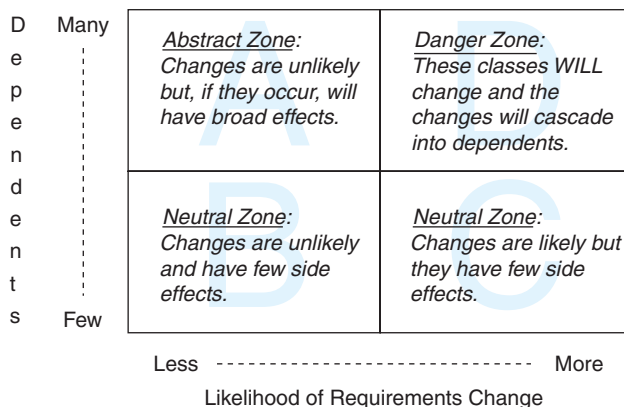 Dependents
Many
Few
A
Abstract Zone:
Changes are unlikely
but, if they occur, will
have broad effects.
D
Danger Zone:
These classes WILL
change and the
changes will cascade
into dependents.
B
Neutral Zone:
Changes are unlikely
and have few side
effects.
C
Neutral Zone:
Changes are likely but
they have few side
effects.
Less
More
Likelihood of Requirements Change